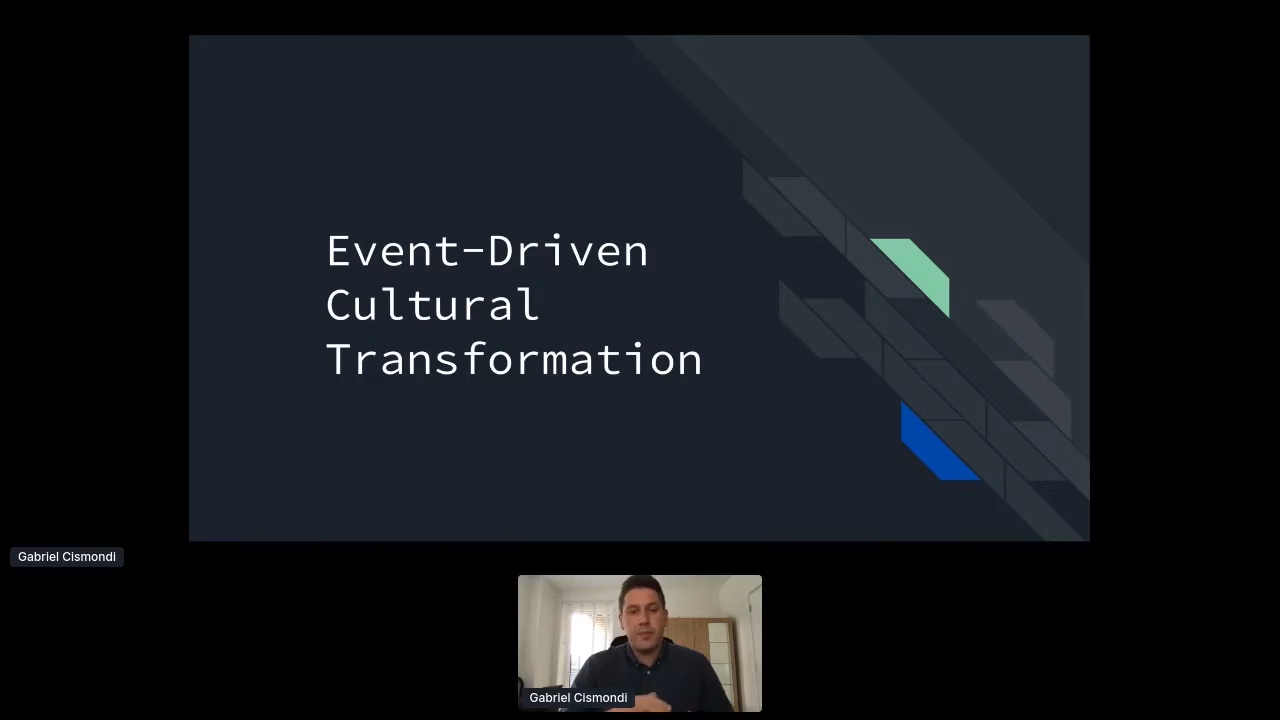 Event-Driven
Cultural
Transformation
Gabriel Cismondi
Gabriel Cismondi